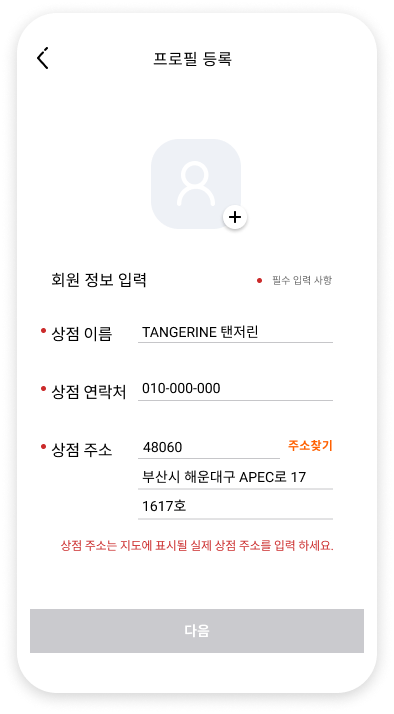 프로필 등록
회원 정보 입력
필수 입력 사항
상점 이름 TANGERINE 탠저린
상점 연락처 010-000-000
상점 주소 48060 주소찾기
부산시 해운대구 APEC로 17
1617호
상점 주소는 지도에 표시될 실제 상점 주소를 입력 하세요.
다음